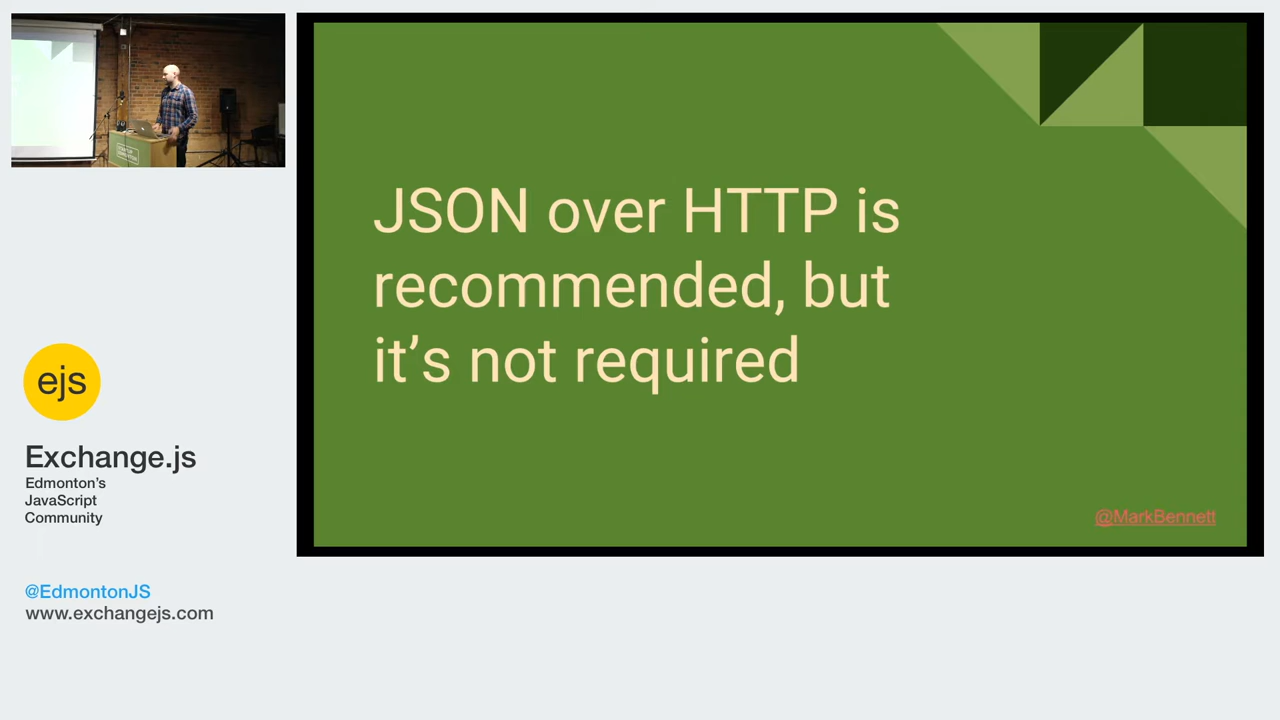 JSON over HTTP is
recommended, but
it's not required
@MarkBennett
ejs
Exchange.js
Edmonton's
JavaScript
Community
@EdmontonJS
www.exchangejs.com